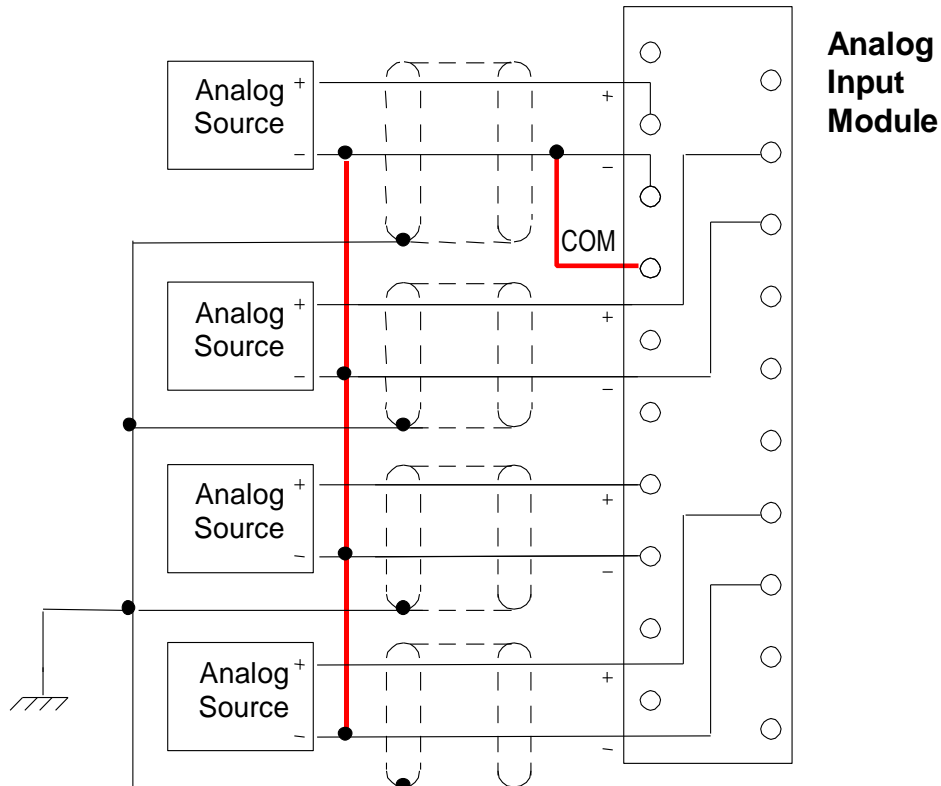 Analog
Input
Module
Analog
Source
+
–
+
–
COM
Analog
Source
+
–
+
–
Analog
Source
+
–
+
–
Analog
Source
+
–
+
–